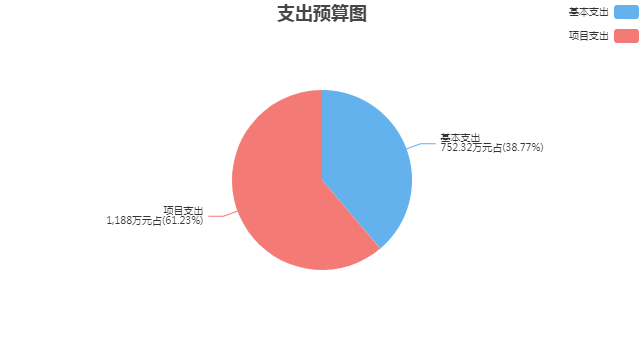 支出预算图
基本支出
项目支出
基本支出
752.32万元占(38.77%)
项目支出
1,188万元占(61.23%)